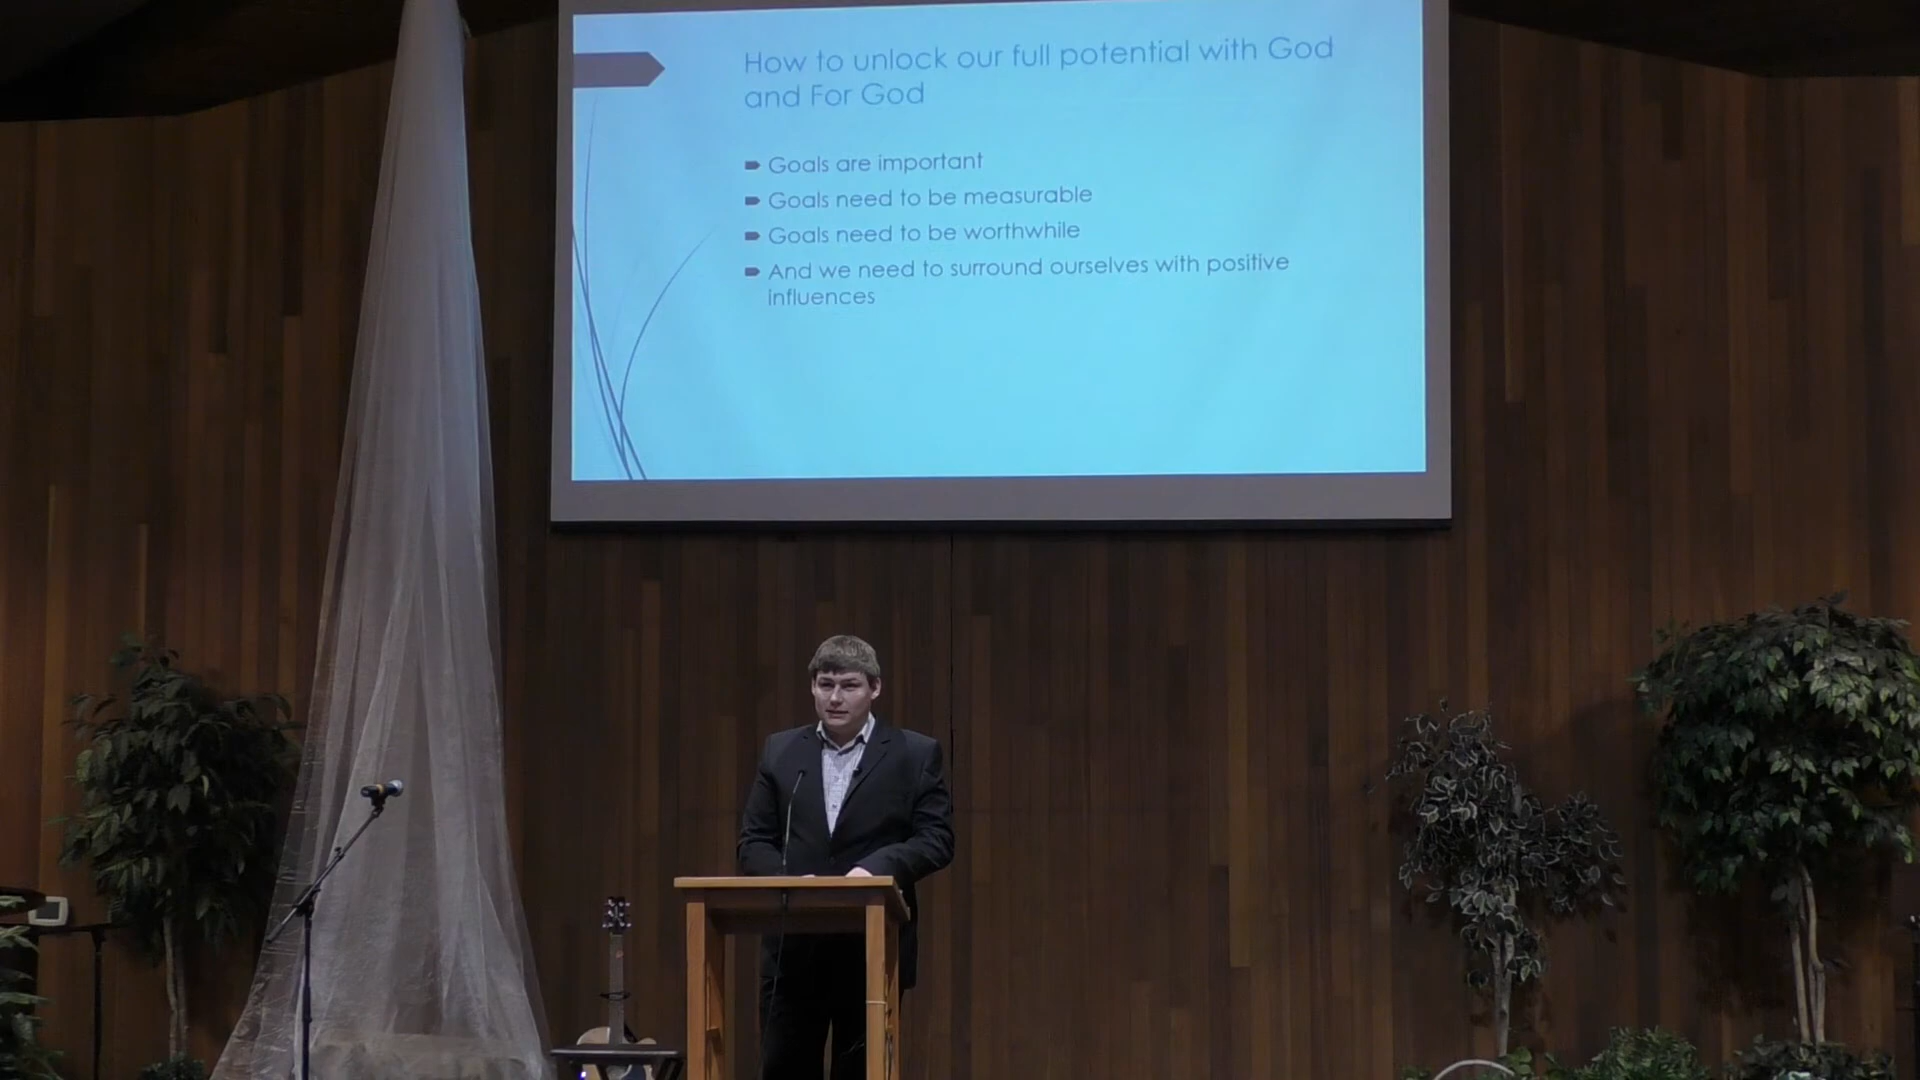 How to unlock our full potential with God
and For God
Goals are important
Goals need to be measurable
Goals need to be worthwhile
And we need to surround ourselves with positive
influences